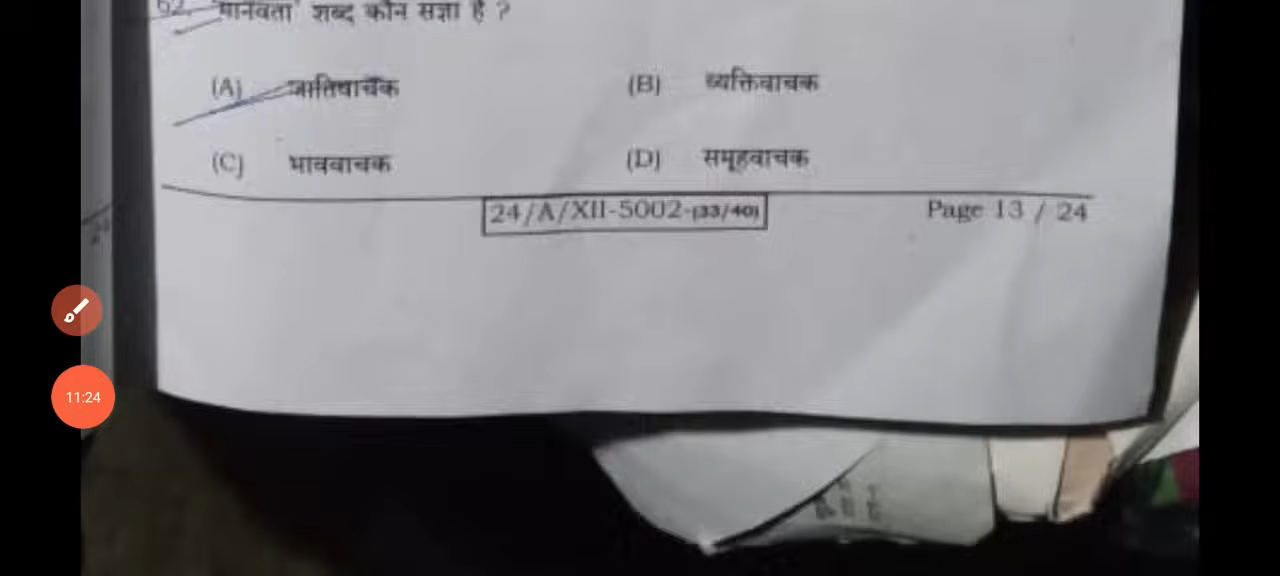 62. 'मानवता' शब्द कौन संज्ञा है ?
(A) जातिवाचक (B) व्यक्तिवाचक
(C) भाववाचक (D) समूहवाचक
24/A/XII-5002-(33/40) Page 13 / 24
11:24